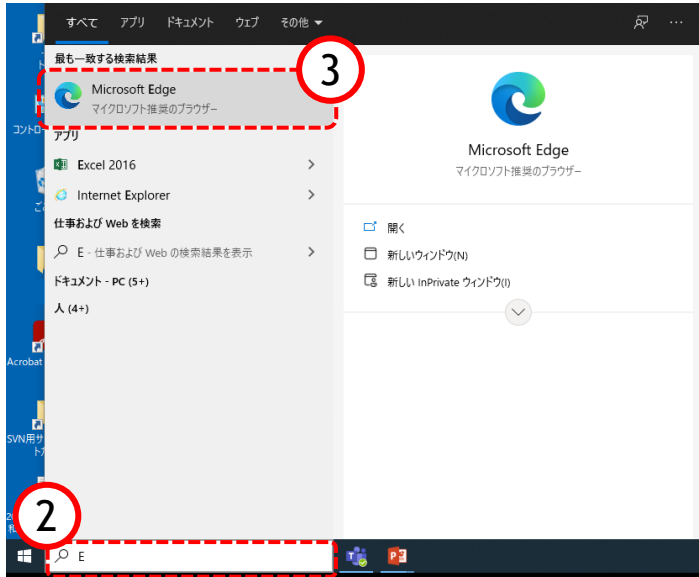 すべて アプリ ドキュメント ウェブ その他
最も一致する検索結果
3
Microsoft Edge
マイクロソフト推奨のブラウザー
アプリ
Excel 2016
Internet Explorer
仕事および Web を検索
E - 仕事および Web の検索結果を表示
ドキュメント - PC (5+)
人 (4+)
Microsoft Edge
マイクロソフト推奨のブラウザー
開く
新しいウィンドウ(N)
新しい InPrivate ウィンドウ(I)
コントロ
Acrobat
SVN用サ
2
E